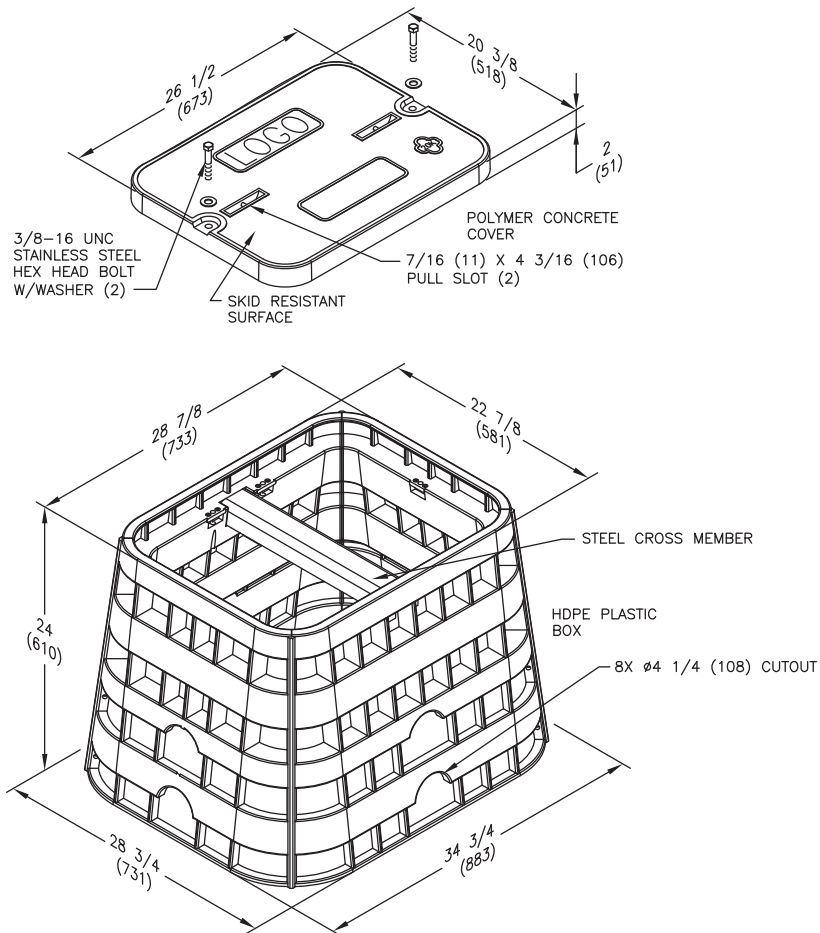 26 1/2
(673)
20 3/8
(518)
2
(51)
LOGO
3/8-16 UNC
STAINLESS STEEL
HEX HEAD BOLT
W/WASHER (2)
POLYMER CONCRETE
COVER
7/16 (11) X 4 3/16 (106)
PULL SLOT (2)
SKID RESISTANT
SURFACE
28 7/8
(733)
22 7/8
(581)
STEEL CROSS MEMBER
24
(610)
HDPE PLASTIC
BOX
8X ø4 1/4 (108) CUTOUT
28 3/4
(731)
34 3/4
(883)